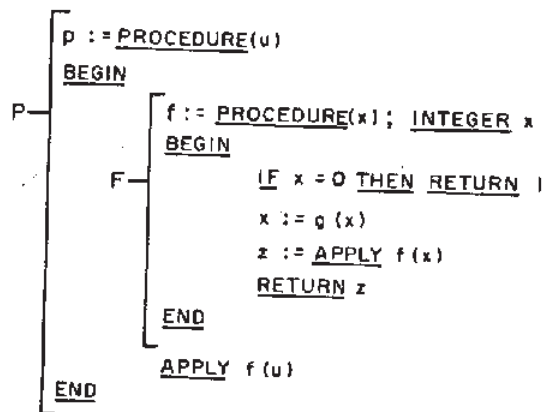 p := PROCEDURE(u)
BEGIN
P
f := PROCEDURE(x); INTEGER x
BEGIN
F
IF x = 0 THEN RETURN 1
x := g (x)
z := APPLY f(x)
RETURN z
END
APPLY f(u)
END